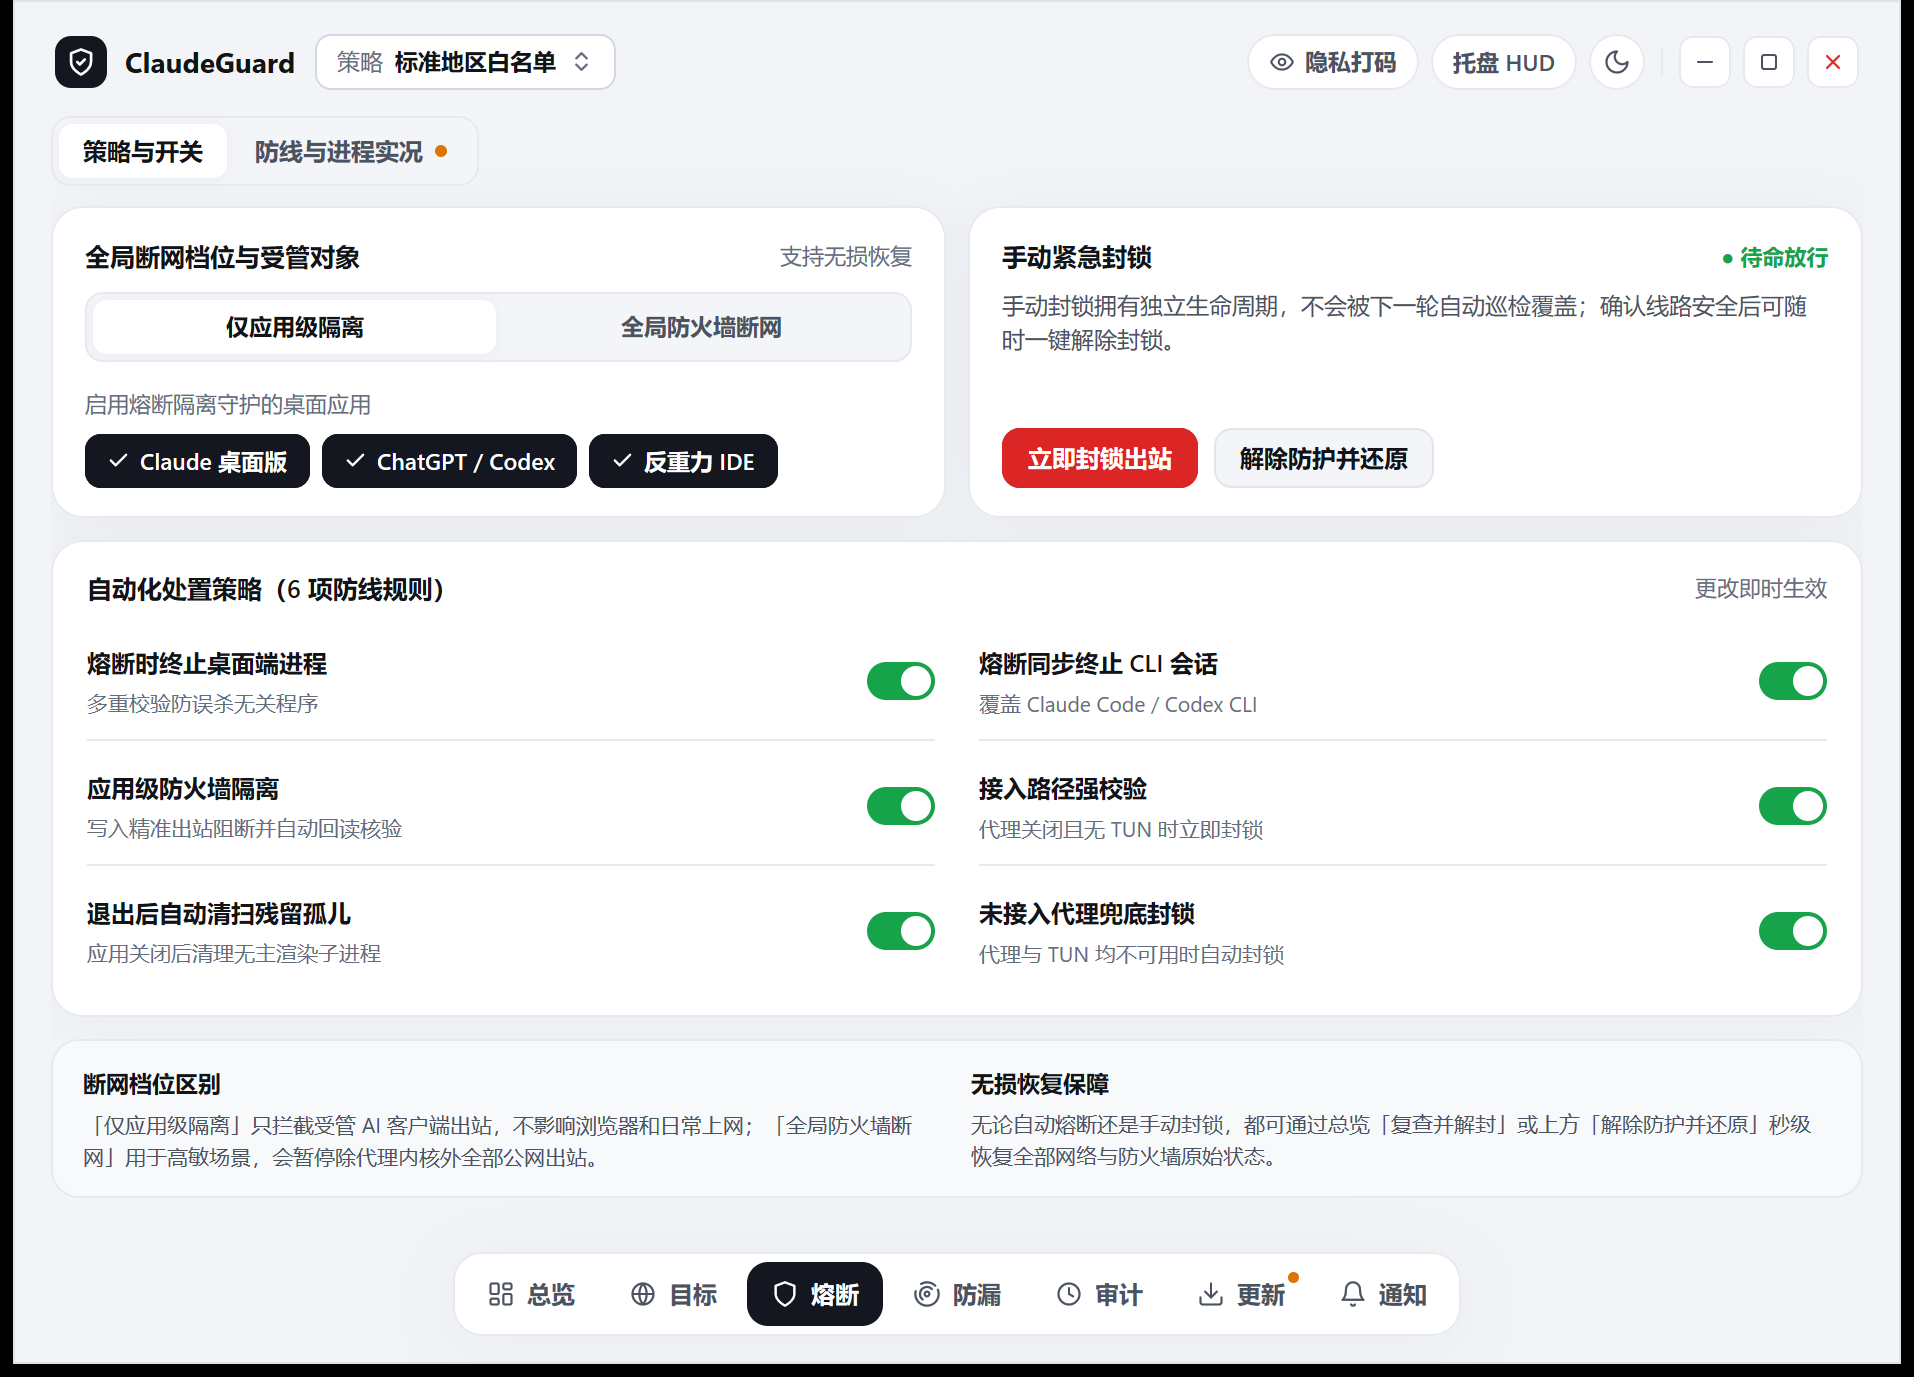 ClaudeGuard
策略 标准地区白名单
隐私打码
托盘 HUD
策略与开关
防线与进程实况
全局断网档位与受管对象
支持无损恢复
仅应用级隔离
全局防火墙断网
启用熔断隔离守护的桌面应用
Claude 桌面版
ChatGPT / Codex
反重力 IDE
手动紧急封锁
待命放行
手动封锁拥有独立生命周期，不会被下一轮自动巡检覆盖；确认线路安全后可随
时一键解除封锁。
立即封锁出站
解除防护并还原
自动化处置策略（6 项防线规则）
更改即时生效
熔断时终止桌面端进程
多重校验防误杀无关程序
熔断同步终止 CLI 会话
覆盖 Claude Code / Codex CLI
应用级防火墙隔离
写入精准出站阻断并自动回读核验
接入路径强校验
代理关闭且无 TUN 时立即封锁
退出后自动清扫残留孤儿
应用关闭后清理无主渲染子进程
未接入代理兜底封锁
代理与 TUN 均不可用时自动封锁
断网档位区别
「仅应用级隔离」只拦截受管 AI 客户端出站，不影响浏览器和日常上网；「全局防火墙断
网」用于高敏场景，会暂停除代理内核外全部公网出站。
无损恢复保障
无论自动熔断还是手动封锁，都可通过总览「复查并解封」或上方「解除防护并还原」秒级
恢复全部网络与防火墙原始状态。
总览
目标
熔断
防漏
审计
更新
通知